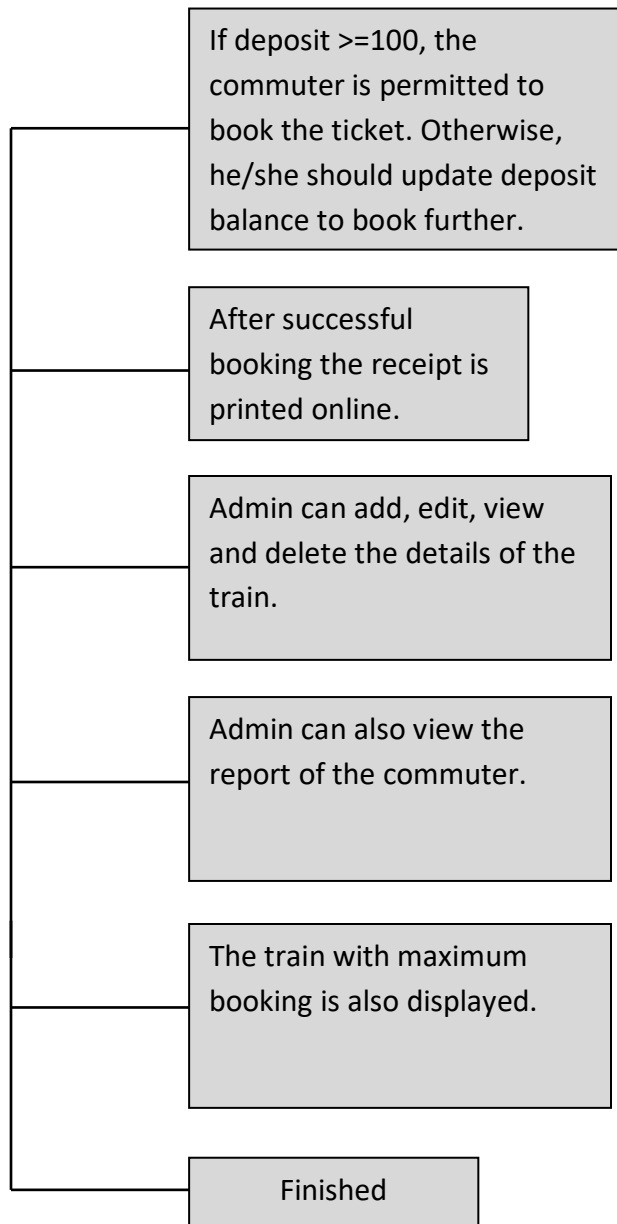 If deposit >=100, the
commuter is permitted to
book the ticket. Otherwise,
he/she should update deposit
balance to book further.
After successful
booking the receipt is
printed online.
Admin can add, edit, view
and delete the details of the
train.
Admin can also view the
report of the commuter.
The train with maximum
booking is also displayed.
Finished